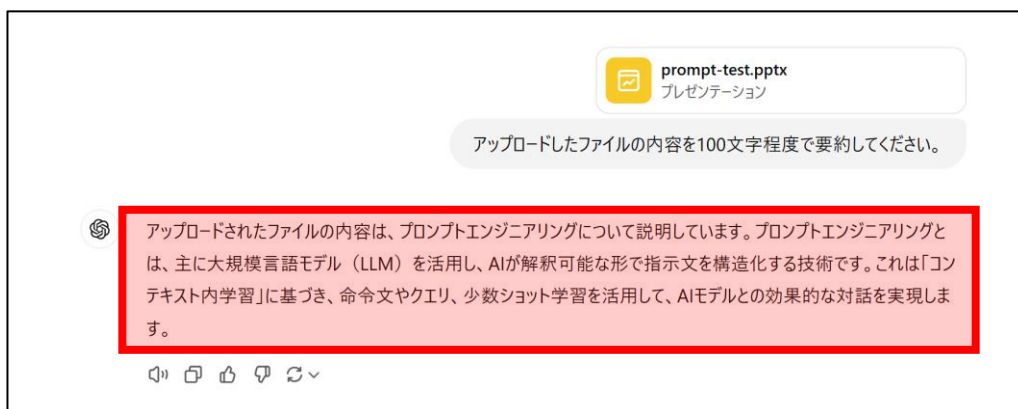 prompt-test.pptx
プレゼンテーション
アップロードしたファイルの内容を100文字程度で要約してください。
アップロードされたファイルの内容は、プロンプトエンジニアリングについて説明しています。プロンプトエンジニアリングと
は、主に大規模言語モデル（LLM）を活用し、AIが解釈可能な形で指示文を構造化する技術です。これは「コン
テキスト内学習」に基づき、命令文やクエリ、少数ショット学習を活用して、AIモデルとの効果的な対話を実現しま
す。